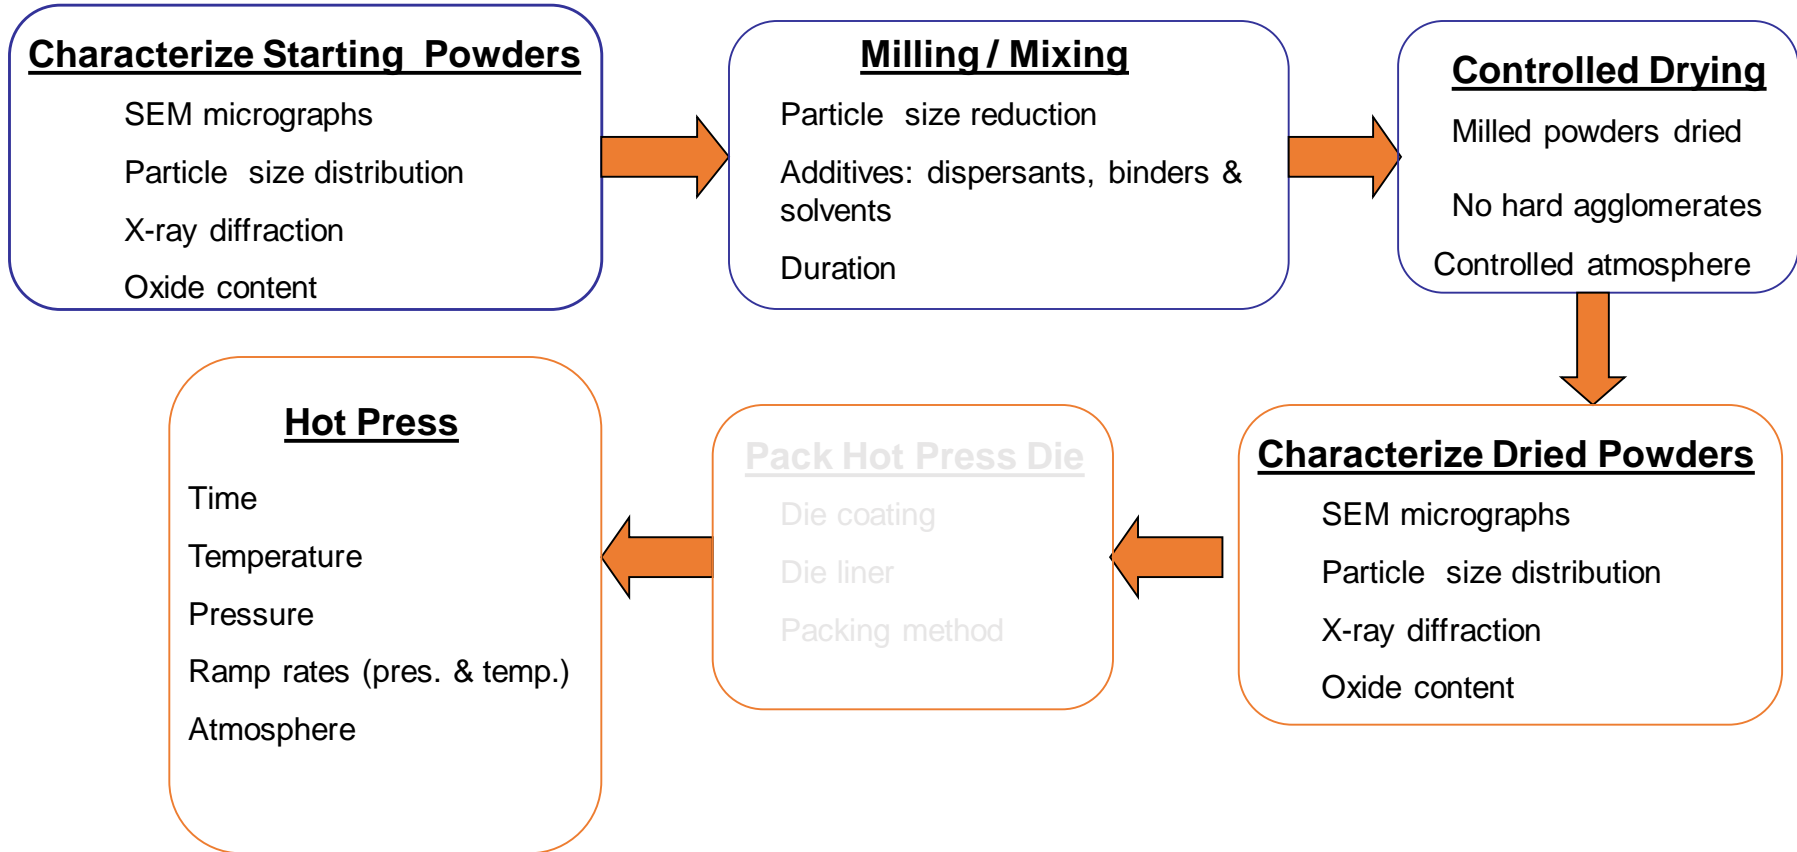 Characterize Starting Powders
SEM micrographs
Particle size distribution
X-ray diffraction
Oxide content
Milling / Mixing
Particle size reduction
Additives: dispersants, binders &
solvents
Duration
Controlled Drying
Milled powders dried
No hard agglomerates
Controlled atmosphere
Characterize Dried Powders
SEM micrographs
Particle size distribution
X-ray diffraction
Oxide content
Pack Hot Press Die
Die coating
Die liner
Packing method
Hot Press
Time
Temperature
Pressure
Ramp rates (pres. & temp.)
Atmosphere